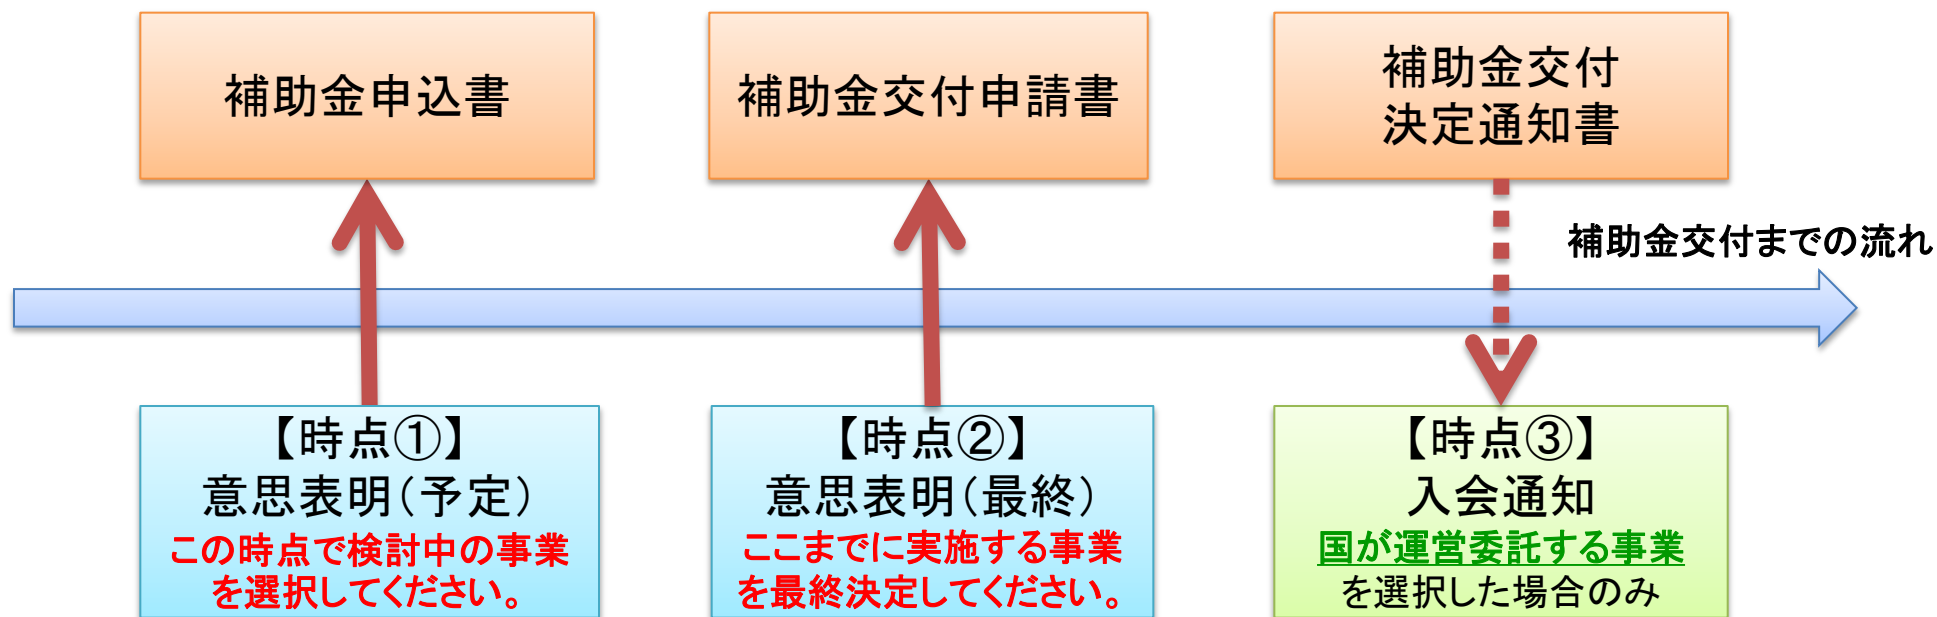 補助金申込書
補助金交付申請書
補助金交付
決定通知書
補助金交付までの流れ
【時点①】
意思表明(予定)
この時点で検討中の事業
を選択してください。
【時点②】
意思表明(最終)
ここまでに実施する事業
を最終決定してください。
【時点③】
入会通知
国が運営委託する事業
を選択した場合のみ